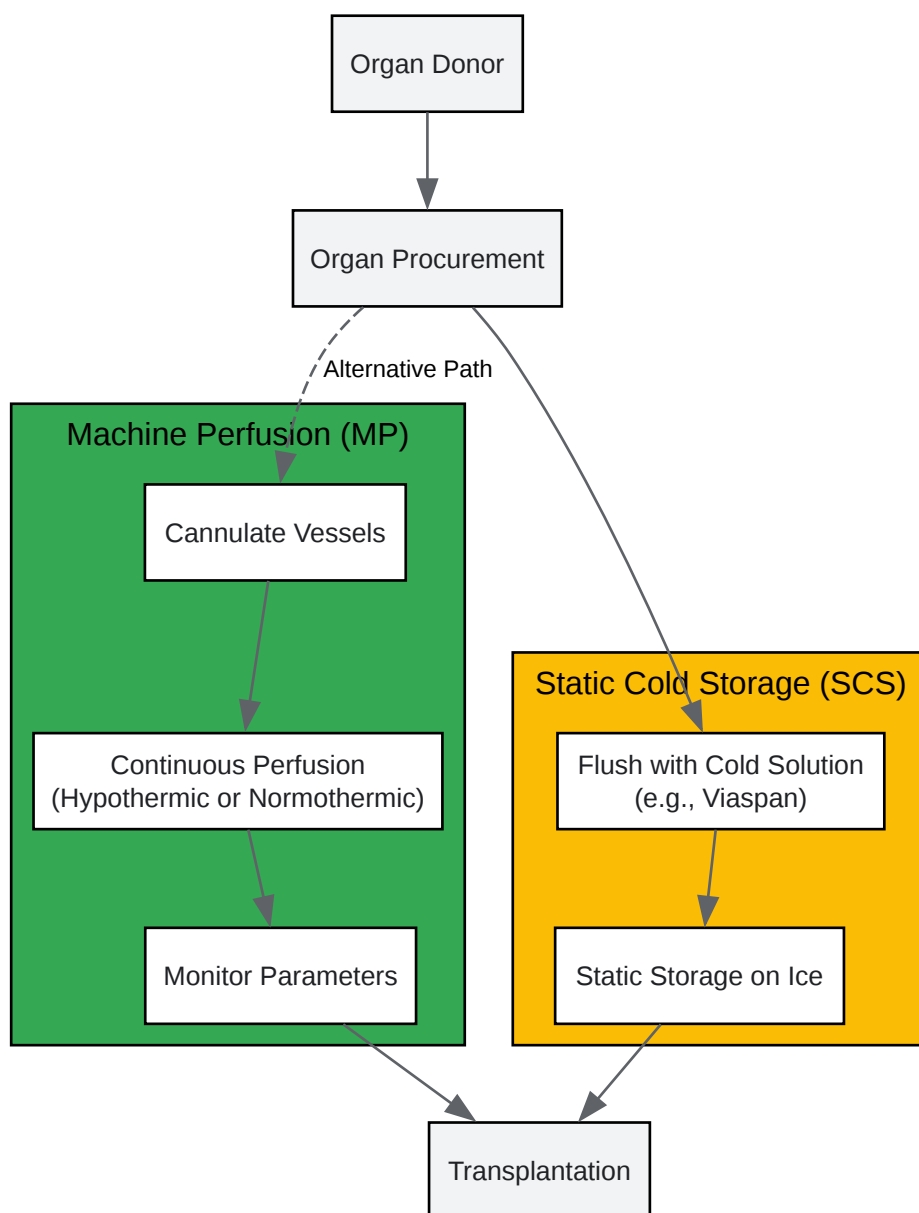 Organ Donor
Organ Procurement
Alternative Path
Machine Perfusion (MP)
Cannulate Vessels
Continuous Perfusion
(Hypothermic or Normothermic)
Monitor Parameters
Static Cold Storage (SCS)
Flush with Cold Solution
(e.g., Viaspan)
Static Storage on Ice
Transplantation